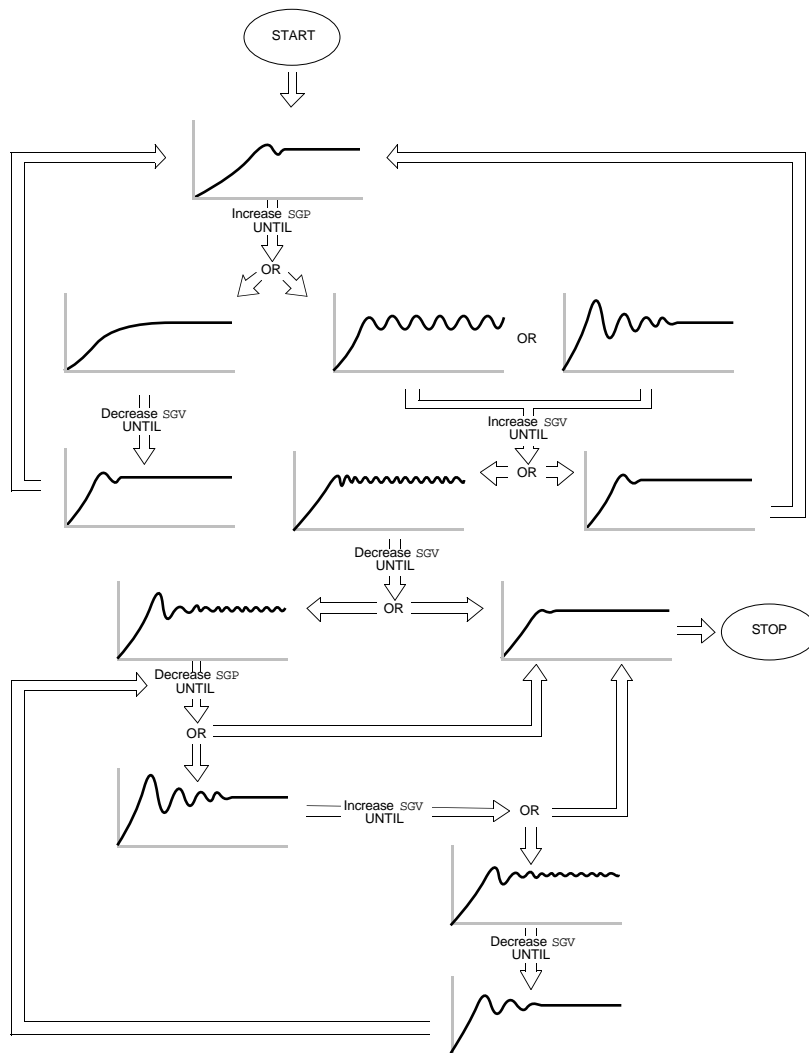 START
Increase SGP
UNTIL
OR
OR
Decrease SGV
UNTIL
Increase SGV
UNTIL
OR
Decrease SGV
UNTIL
OR
STOP
Decrease SGP
UNTIL
OR
Increase SGV
UNTIL
OR
Decrease SGV
UNTIL